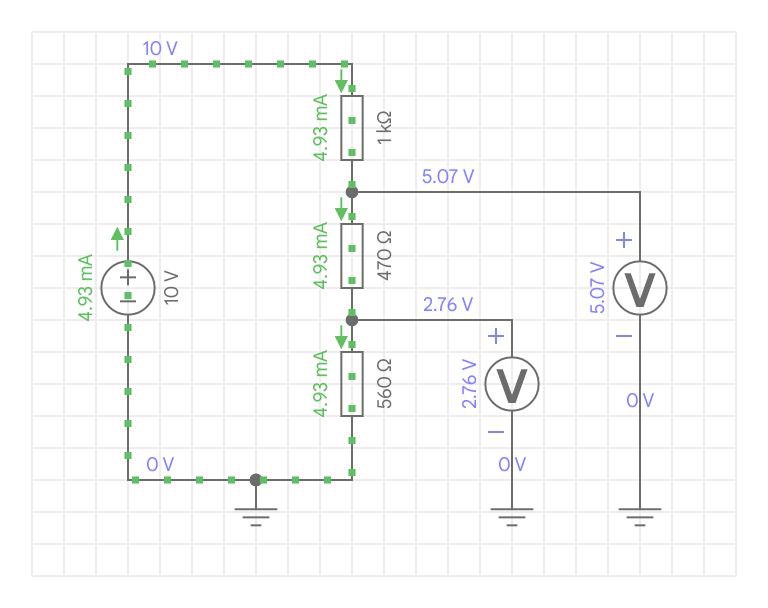 10 V
4.93 mA
1 kΩ
5.07 V
4.93 mA
470 Ω
4.93 mA
+
10 V
+
5.07 V
V
−
2.76 V
+
2.76 V
V
−
4.93 mA
560 Ω
0 V
0 V
0 V